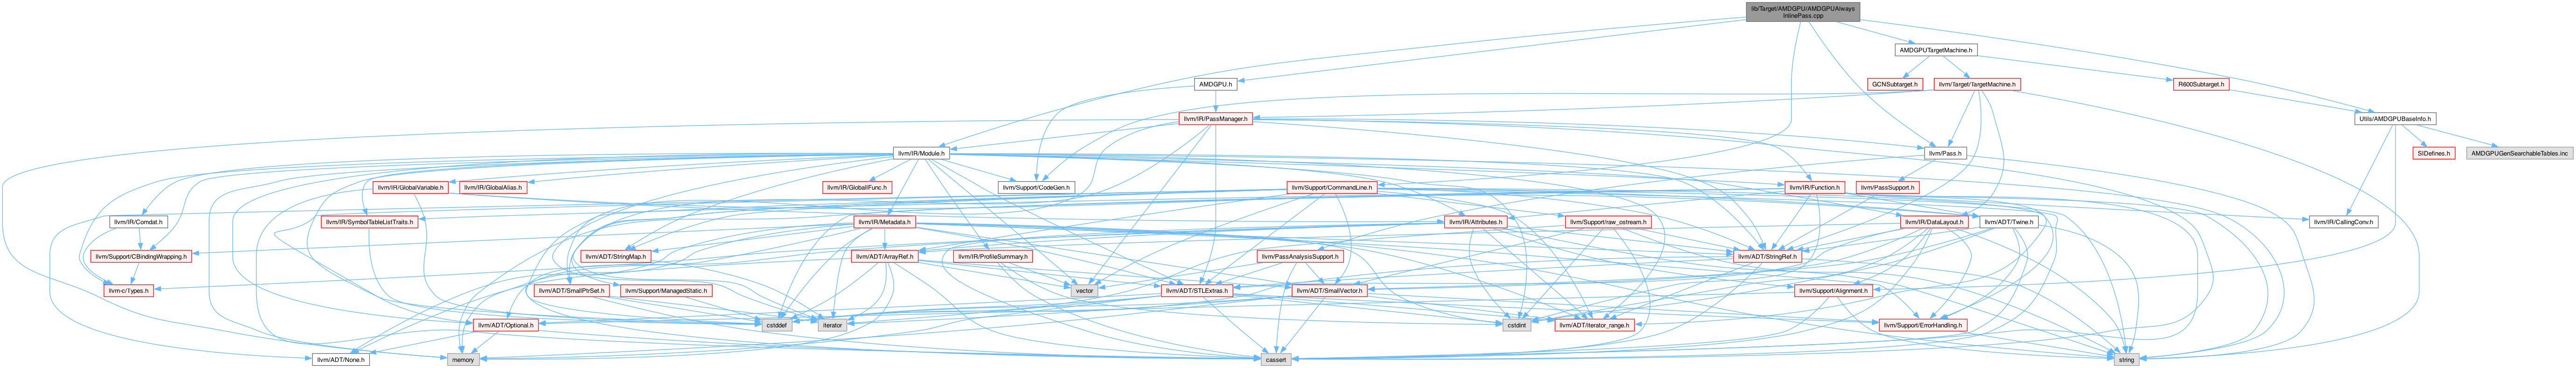 lib/Target/AMDGPU/AMDGPUAlways
InlinePass.cpp
AMDGPUTargetMachine.h
AMDGPU.h
GCNSubtarget.h
llvm/Target/TargetMachine.h
R600Subtarget.h
llvm/IR/PassManager.h
Utils/AMDGPUBaseInfo.h
llvm/IR/Module.h
llvm/Pass.h
SIDefines.h
AMDGPUGenSearchableTables.inc
llvm/IR/GlobalVariable.h
llvm/IR/GlobalAlias.h
llvm/IR/GlobalIFunc.h
llvm/Support/CodeGen.h
llvm/Support/CommandLine.h
llvm/IR/Function.h
llvm/PassSupport.h
llvm/IR/Comdat.h
llvm/IR/SymbolTableListTraits.h
llvm/IR/Metadata.h
llvm/IR/Attributes.h
llvm/Support/raw_ostream.h
llvm/IR/DataLayout.h
llvm/ADT/Twine.h
llvm/IR/CallingConv.h
llvm/Support/CBindingWrapping.h
llvm/ADT/StringMap.h
llvm/ADT/ArrayRef.h
llvm/IR/ProfileSummary.h
llvm/PassAnalysisSupport.h
llvm/ADT/StringRef.h
llvm-c/Types.h
llvm/ADT/SmallPtrSet.h
llvm/Support/ManagedStatic.h
vector
llvm/ADT/STLExtras.h
llvm/ADT/SmallVector.h
llvm/Support/Alignment.h
llvm/ADT/Optional.h
cstddef
iterator
cstdint
llvm/ADT/iterator_range.h
llvm/Support/ErrorHandling.h
llvm/ADT/None.h
memory
cassert
string